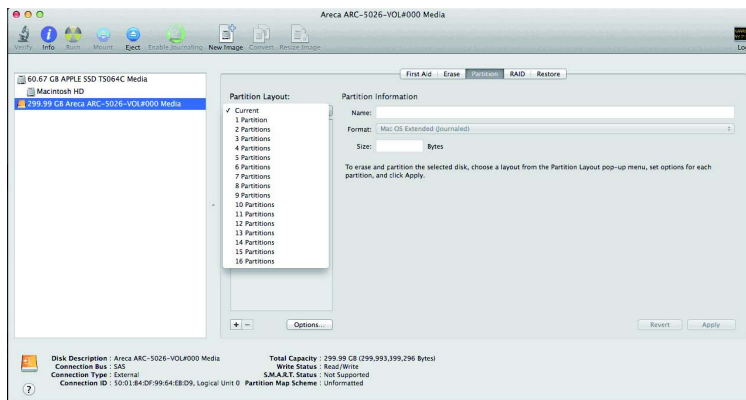 Areca ARC-5026-VOL#000 Media
Verify Info Burn Mount Eject Enable Journaling New Image Convert Resize Image
60.67 GB APPLE SSD TS064C Media
Macintosh HD
299.99 GB Areca ARC-5026-VOL#000 Media
First Aid Erase Partition RAID Restore
Partition Layout:
✓ Current
1 Partition
2 Partitions
3 Partitions
4 Partitions
5 Partitions
6 Partitions
7 Partitions
8 Partitions
9 Partitions
10 Partitions
11 Partitions
12 Partitions
13 Partitions
14 Partitions
15 Partitions
16 Partitions
Partition Information
Name:
Format: Mac OS Extended (Journaled)
Size: Bytes
To erase and partition the selected disk, choose a layout from the Partition Layout pop-up menu, set options for each
partition, and click Apply.
+ − Options... Revert Apply
Disk Description : Areca ARC-5026-VOL#000 Media
Connection Bus : SAS
Connection Type : External
Connection ID : 50:01:B4:DF:99:64:EB:D9, Logical Unit 0
Total Capacity : 299.99 GB (299,993,399,296 Bytes)
Write Status : Read/Write
S.M.A.R.T. Status : Not Supported
Partition Map Scheme : Unformatted
?